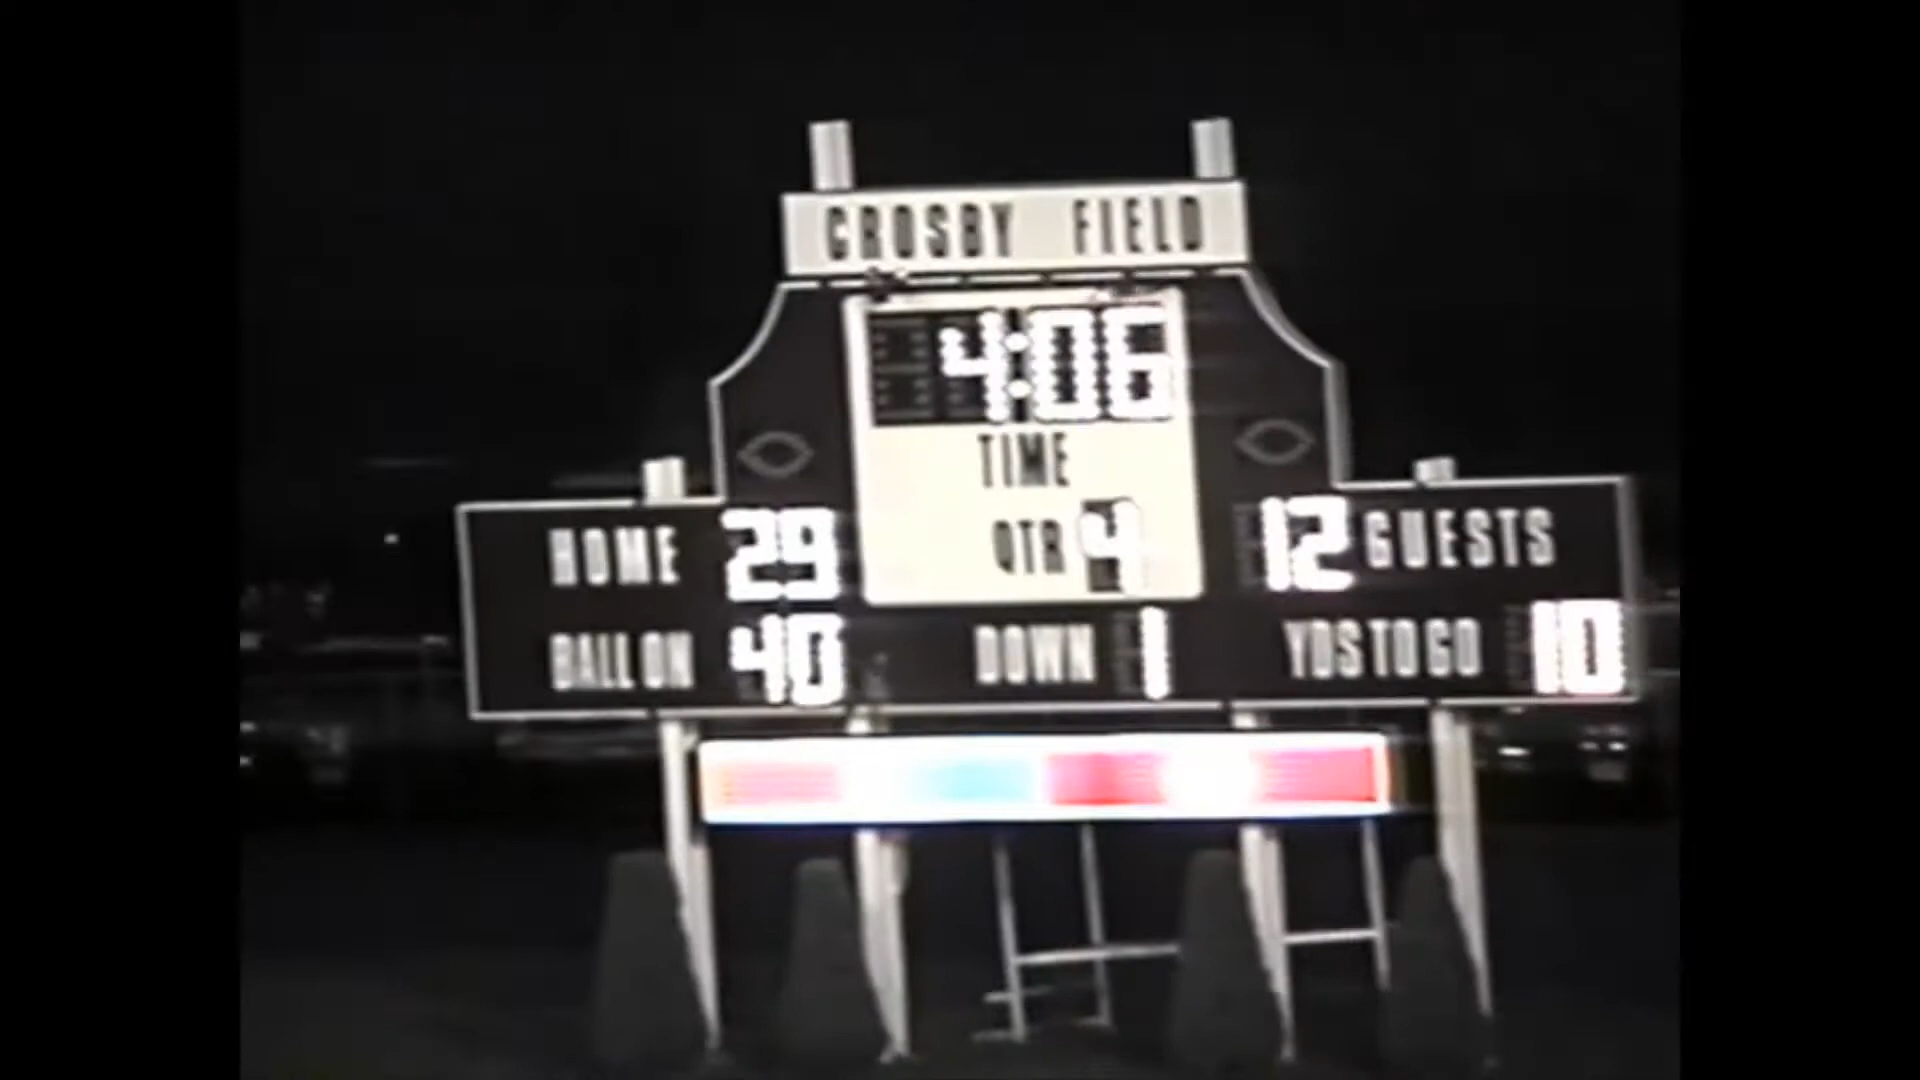 CROSBY FIELD
4:06
TIME
QTR 4
HOME 29
12 GUESTS
BALL ON 40
DOWN 1
YDS TO GO 10